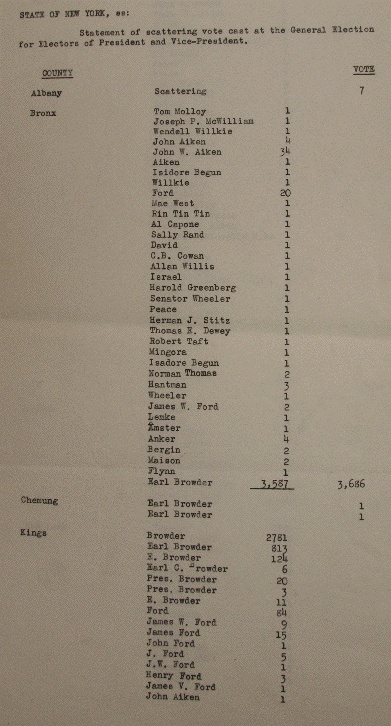 STATE OF NEW YORK, ss:
Statement of scattering vote cast at the General Election
for Electors of President and Vice-President.
COUNTY VOTE
Albany Scattering 7
Bronx Tom Molloy 1
Joseph P. McWilliam 1
Wendell Willkie 1
John Aiken 4
John W. Aiken 34
Aiken 1
Isidore Begun 1
Willkie 1
Ford 20
Mae West 1
Rin Tin Tin 1
Al Capone 1
Sally Rand 1
David 1
C.B. Cowan 1
Allan Willis 1
Israel 1
Harold Greenberg 1
Senator Wheeler 1
Peace 1
Herman J. Stitz 1
Thomas E. Dewey 1
Robert Taft 1
Mingora 1
Isadore Begun 1
Norman Thomas 2
Hantman 3
Wheeler 1
James W. Ford 2
Lemke 1
Amster 1
Anker 4
Bergin 2
Maison 2
Flynn 1
Earl Browder 3,587 3,686
Chemung Earl Browder 1
Earl Browder 1
Kings Browder 2781
Earl Browder 813
E. Browder 124
Earl C. Browder 6
Pres. Browder 20
Pres. Browder 3
E. Browder 11
Ford 84
James W. Ford 9
James Ford 15
John Ford 1
J. Ford 5
J.W. Ford 1
Henry Ford 3
James V. Ford 1
John Aiken 1